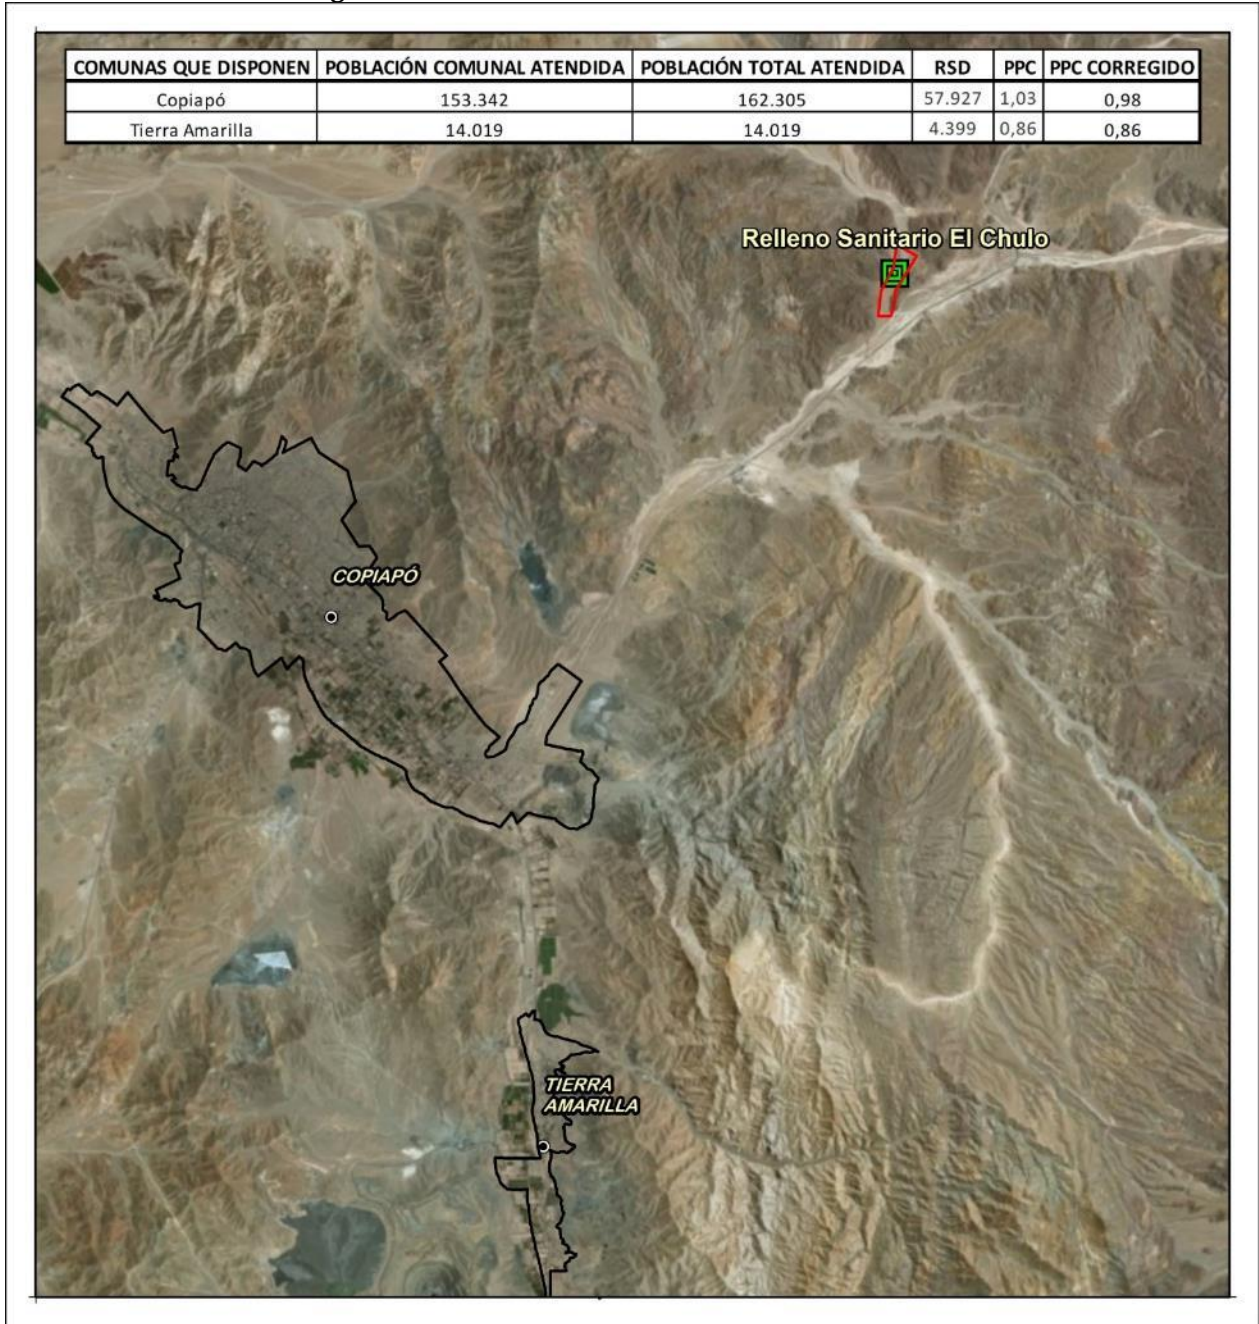 COMUNAS QUE DISPONEN POBLACIÓN COMUNAL ATENDIDA POBLACIÓN TOTAL ATENDIDA RSD PPC PPC CORREGIDO
Copiapó 153.342 162.305 57.927 1,03 0,98
Tierra Amarilla 14.019 14.019 4.399 0,86 0,86
Relleno Sanitario El Chulo
COPIAPÓ
TIERRA
AMARILLA